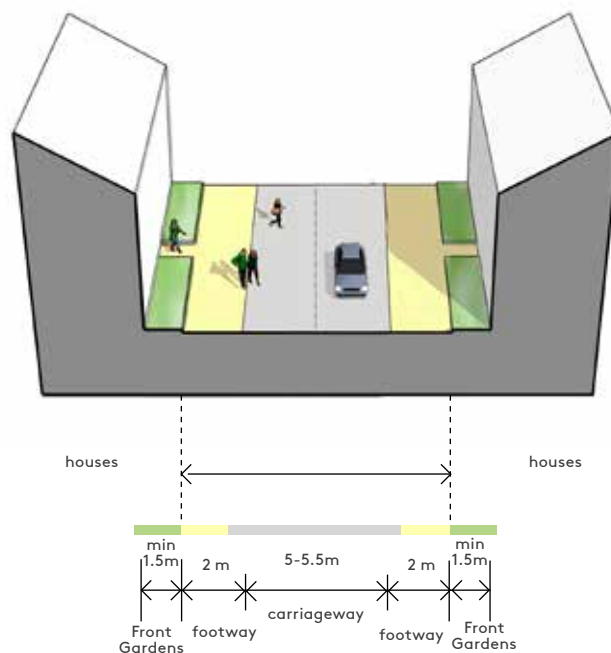 houses
houses
min
1.5m
2 m
5-5.5m
2 m
min
1.5m
Front
Gardens
footway
carriageway
footway
Front
Gardens